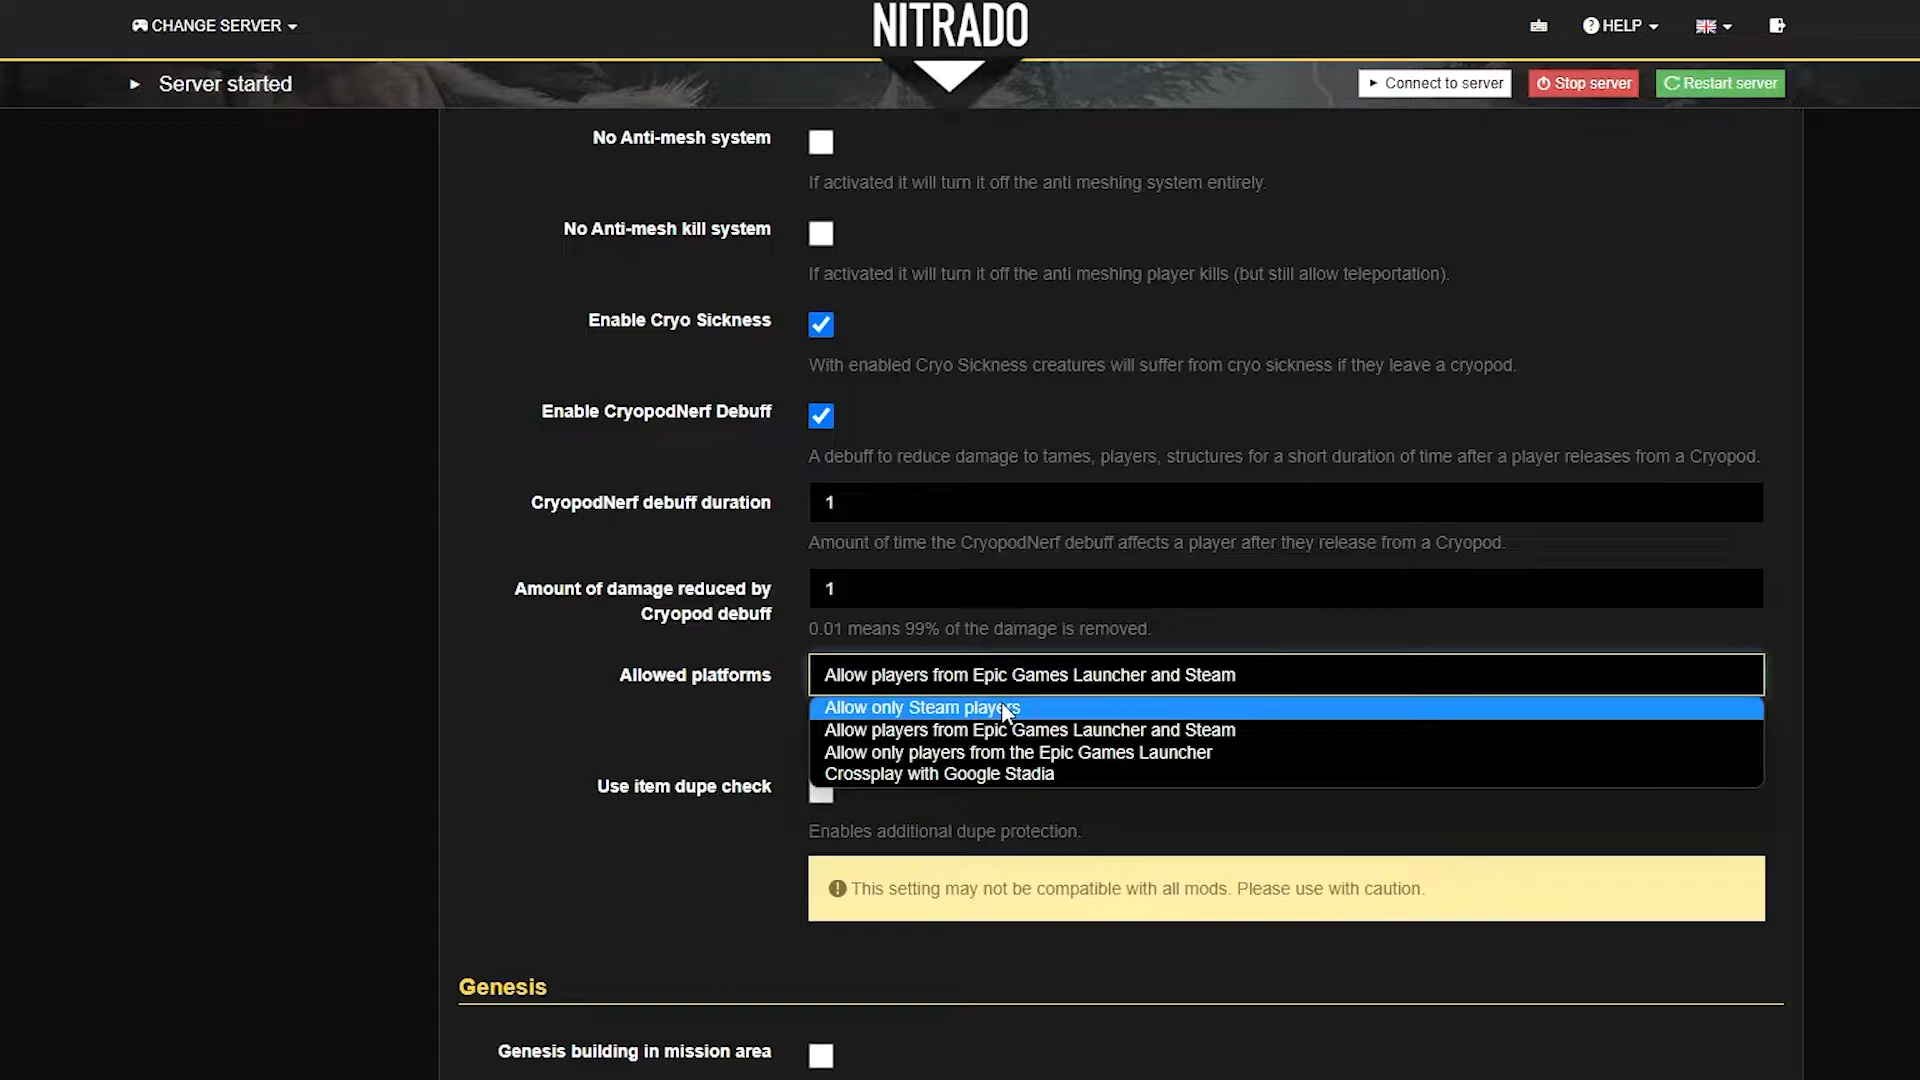 CHANGE SERVER
NITRADO
HELP
Server started
Connect to server
Stop server
Restart server
No Anti-mesh system
If activated it will turn it off the anti meshing system entirely.
No Anti-mesh kill system
If activated it will turn it off the anti meshing player kills (but still allow teleportation).
Enable Cryo Sickness
With enabled Cryo Sickness creatures will suffer from cryo sickness if they leave a cryopod.
Enable CryopodNerf Debuff
A debuff to reduce damage to tames, players, structures for a short duration of time after a player releases from a Cryopod.
CryopodNerf debuff duration
1
Amount of time the CryopodNerf debuff affects a player after they release from a Cryopod.
Amount of damage reduced by
Cryopod debuff
1
0.01 means 99% of the damage is removed.
Allowed platforms
Allow players from Epic Games Launcher and Steam
Allow only Steam players
Allow players from Epic Games Launcher and Steam
Allow only players from the Epic Games Launcher
Crossplay with Google Stadia
Use item dupe check
Enables additional dupe protection.
This setting may not be compatible with all mods. Please use with caution.
Genesis
Genesis building in mission area